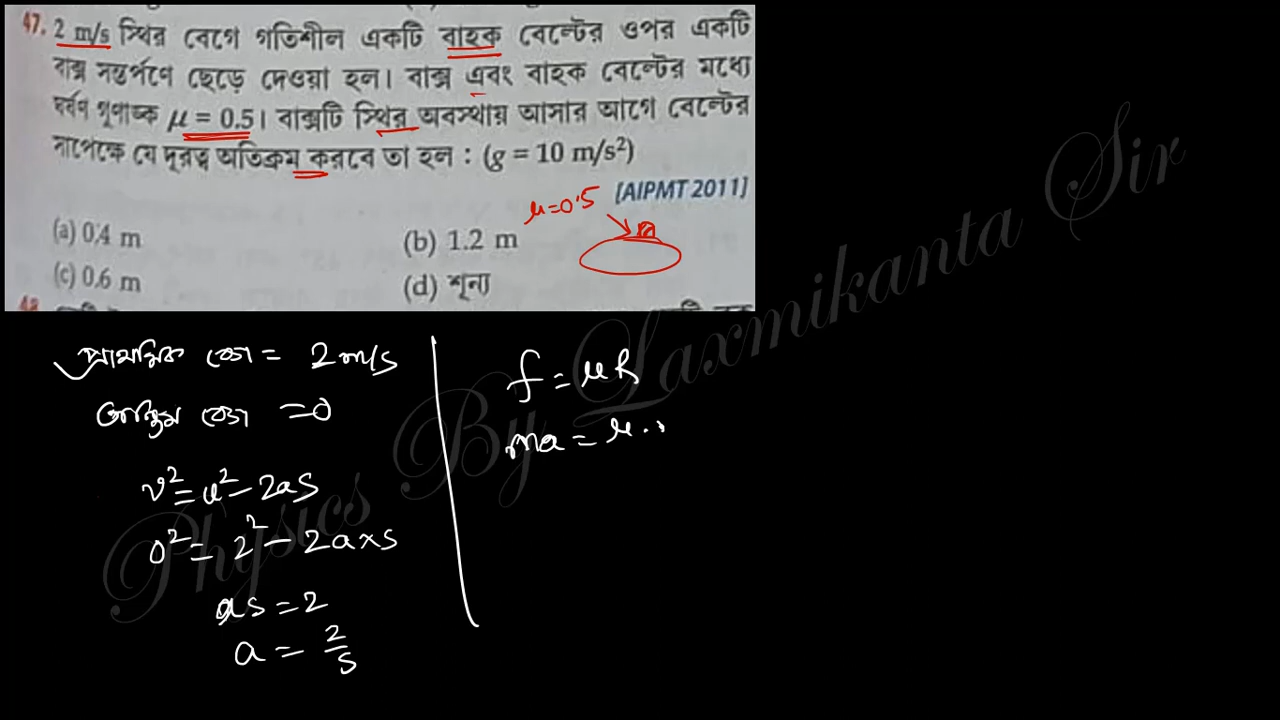 47. 2 m/s স্থির বেগে গতিশীল একটি বাহক বেল্টের ওপর একটি
বাক্স সন্তর্পণে ছেড়ে দেওয়া হল। বাক্স এবং বাহক বেল্টের মধ্যে
ঘর্ষণ গুণাঙ্ক μ = 0.5। বাক্সটি স্থির অবস্থায় আসার আগে বেল্টের
সাপেক্ষে যে দূরত্ব অতিক্রম করবে তা হল : (g = 10 m/s²)
[AIPMT 2011]
μ=0.5
(a) 0.4 m
(b) 1.2 m
(c) 0.6 m
(d) শূন্য
48.
প্রাথমিক বেগ = 2 m/s
অন্তিম বেগ = 0
v² = u² - 2as
0² = 2² - 2a×s
as = 2
a = 2/s
f = μR
ma = μ..
Physics By Laxmikanta Sir